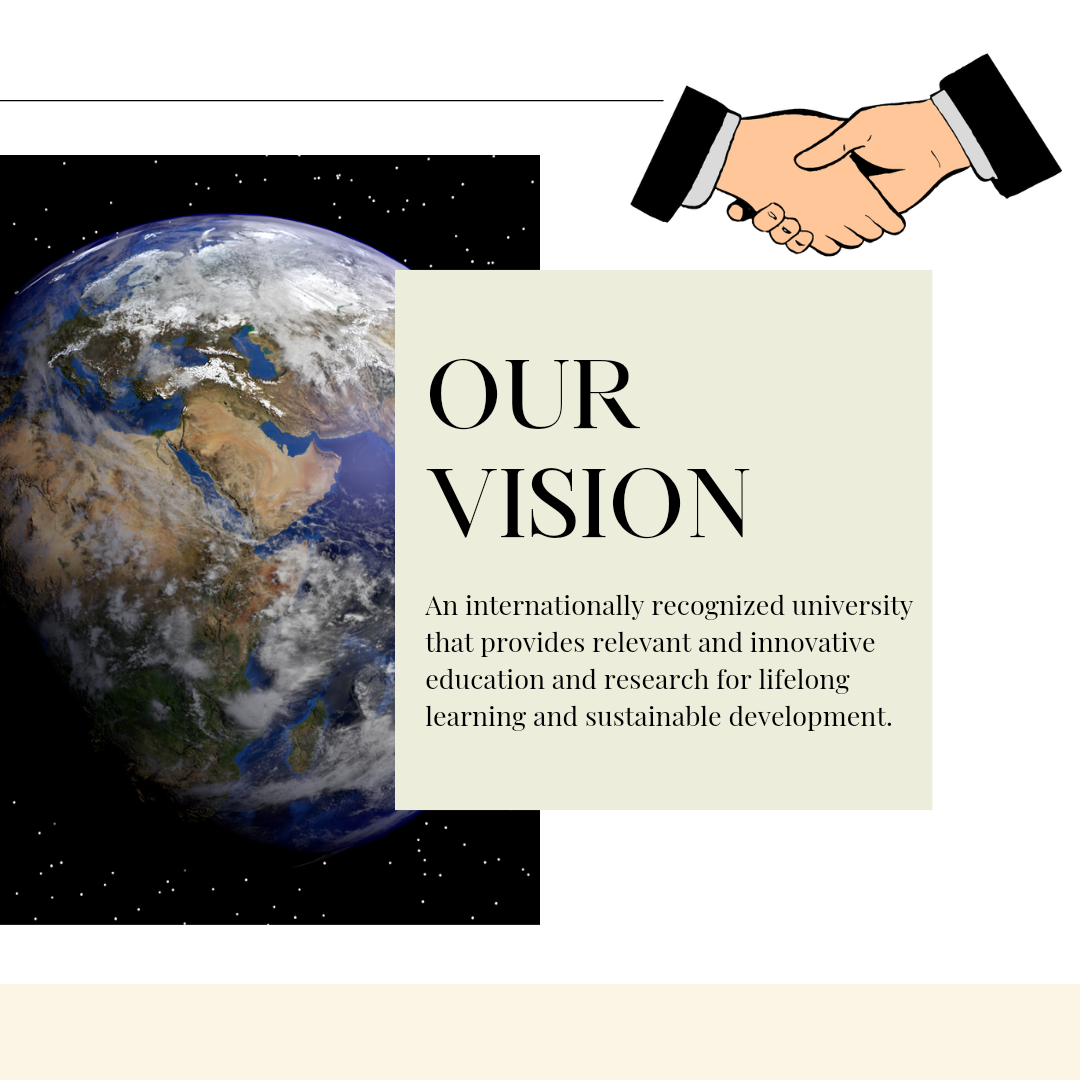 OUR
VISION
An internationally recognized university
that provides relevant and innovative
education and research for lifelong
learning and sustainable development.